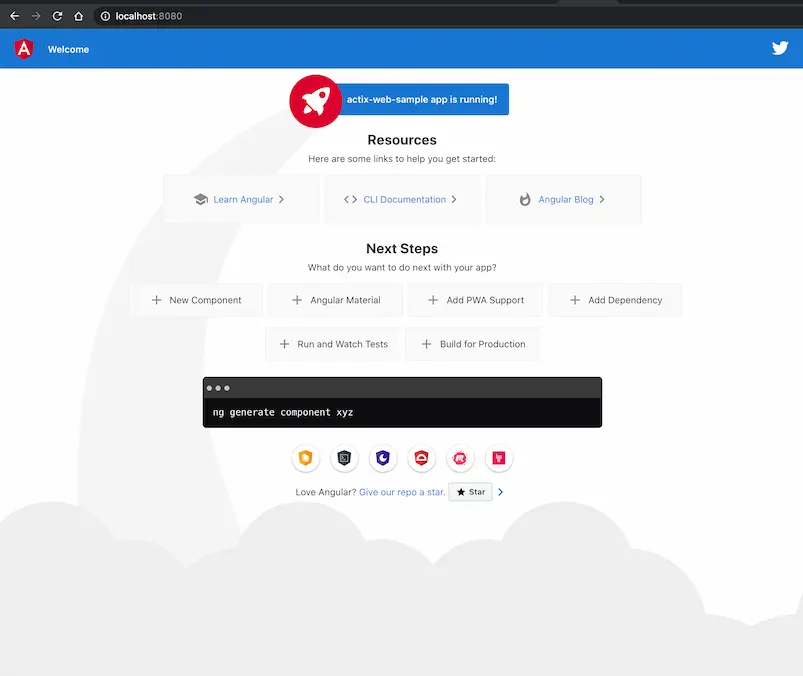 localhost:8080
Welcome
actix-web-sample app is running!
Resources
Here are some links to help you get started:
Learn Angular
CLI Documentation
Angular Blog
Next Steps
What do you want to do next with your app?
New Component
Angular Material
Add PWA Support
Add Dependency
Run and Watch Tests
Build for Production
ng generate component xyz
Love Angular? Give our repo a star. Star